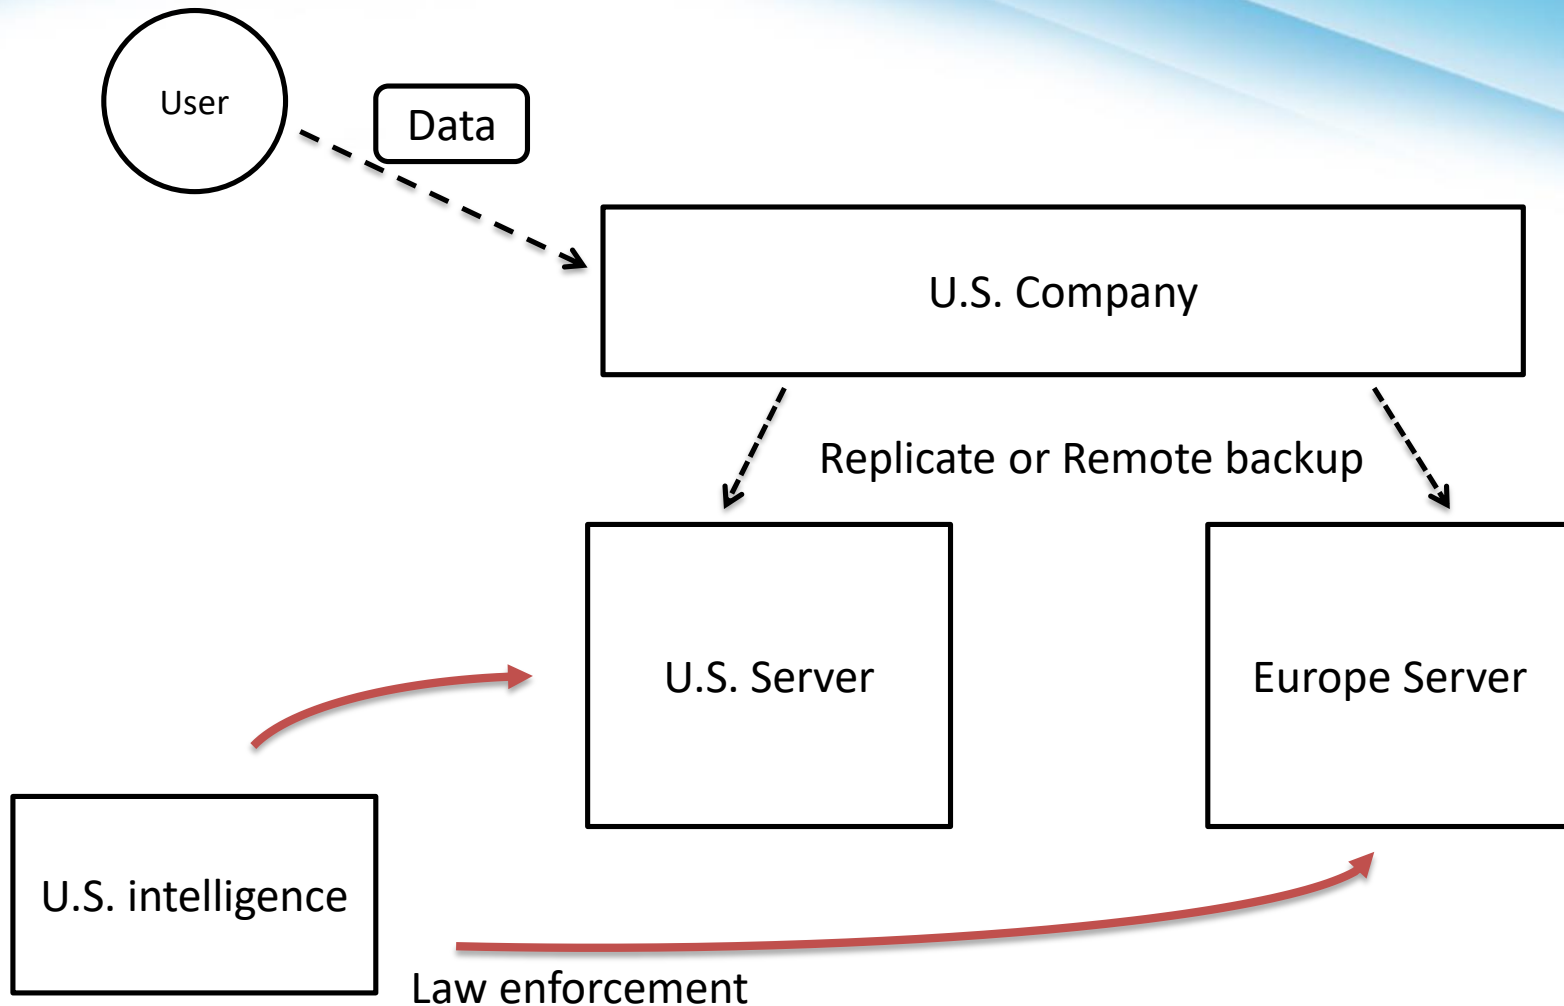 User
Data
U.S. Company
Replicate or Remote backup
U.S. Server
Europe Server
U.S. intelligence
Law enforcement